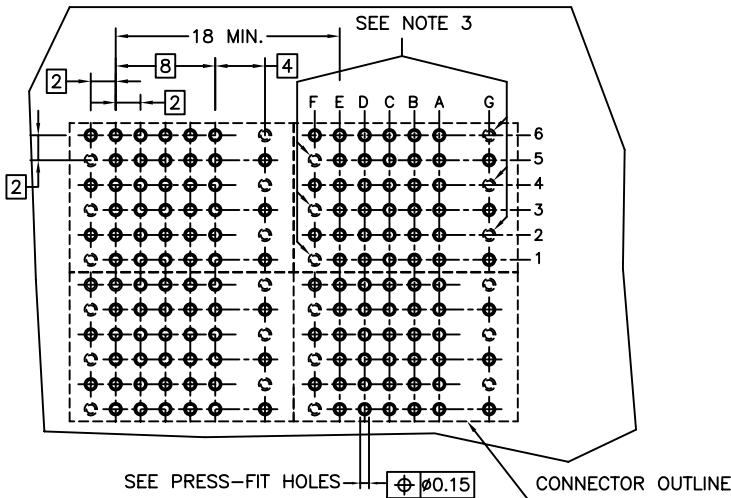 18 MIN.
SEE NOTE 3
8
4
2
2
F E D C B A G
6
5
4
3
2
1
2
SEE PRESS-FIT HOLES
⌖ ø0.15
CONNECTOR OUTLINE